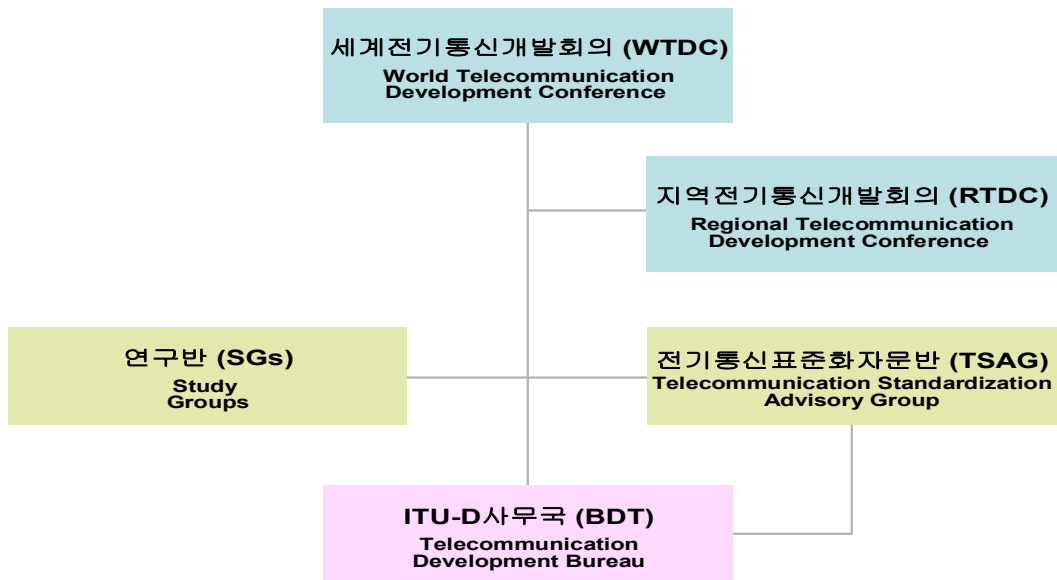 세계전기통신개발회의 (WTDC)
World Telecommunication
Development Conference
지역전기통신개발회의 (RTDC)
Regional Telecommunication
Development Conference
연구반 (SGs)
Study
Groups
전기통신표준화자문반 (TSAG)
Telecommunication Standardization
Advisory Group
ITU-D사무국 (BDT)
Telecommunication
Development Bureau